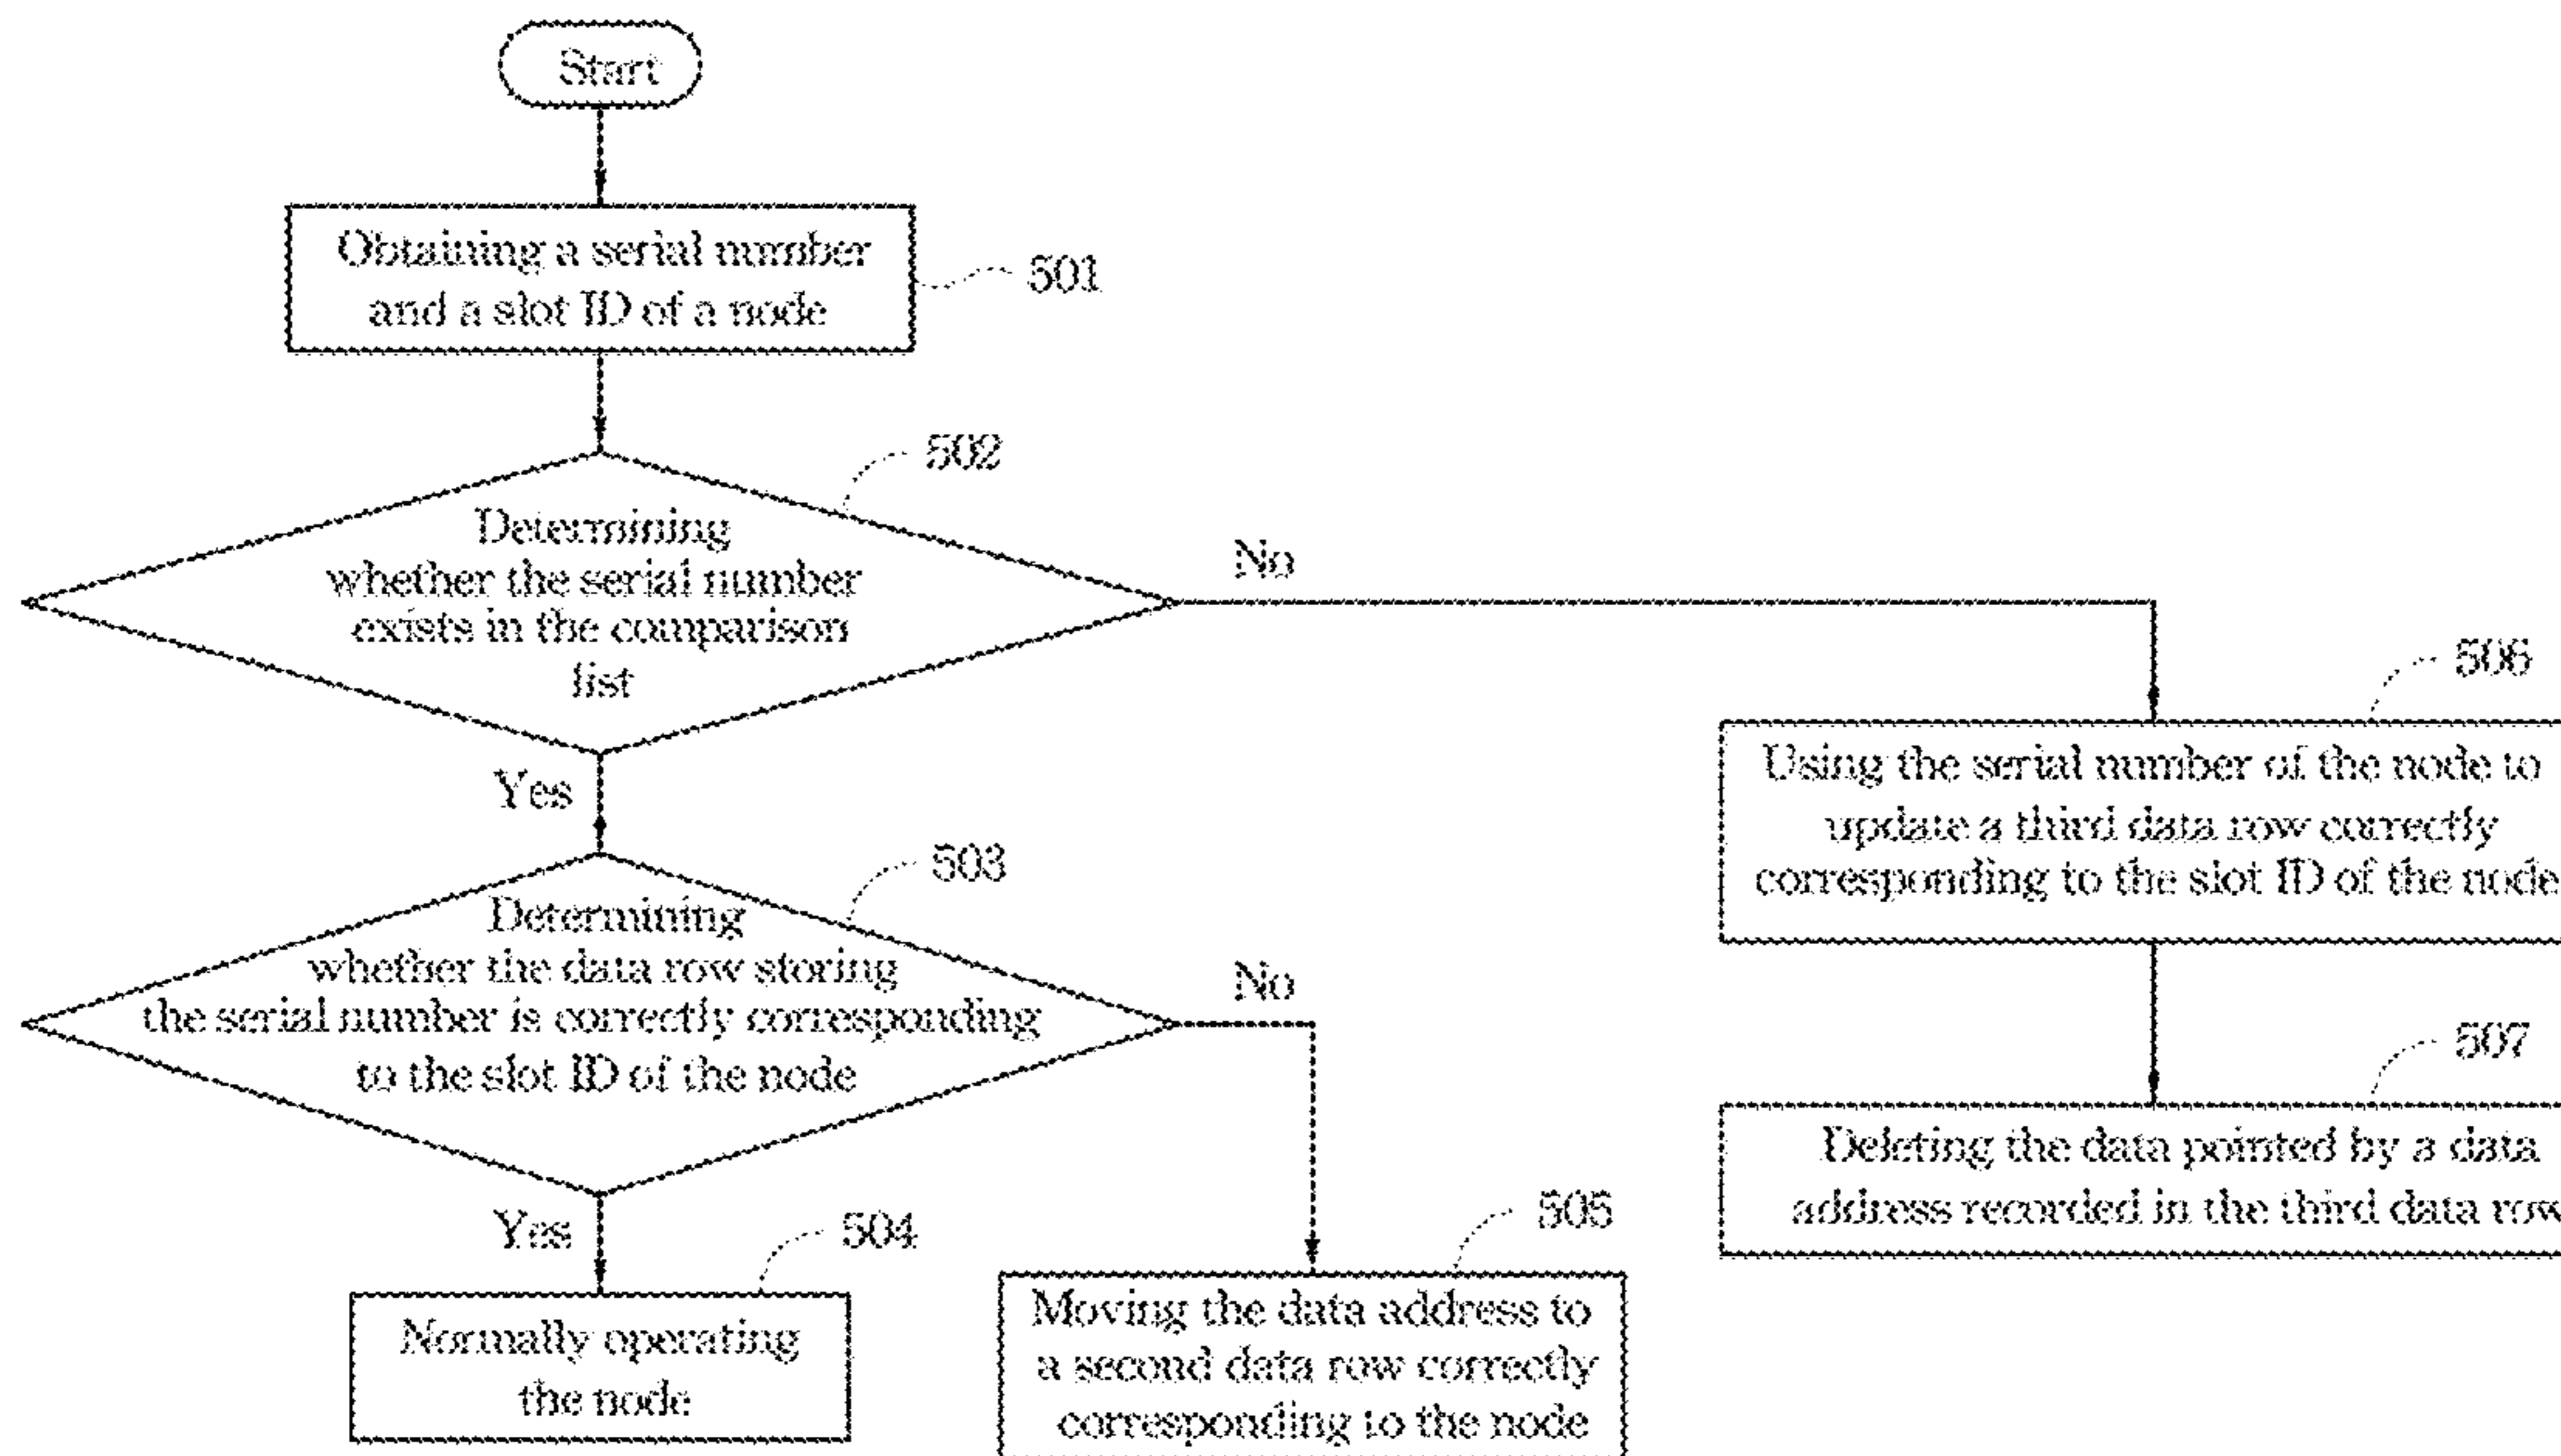 Start
Obtaining a serial number
and a slot ID of a node
501
502
Determining
whether the serial number
exists in the comparison
list
No
Yes
506
Using the serial number of the node to
update a third data row correctly
corresponding to the slot ID of the node
503
Determining
whether the data row storing
the serial number is correctly corresponding
to the slot ID of the node
No
Yes
507
Deleting the data pointed by a data
address recorded in the third data row
504
Normally operating
the node
505
Moving the data address to
a second data row correctly
corresponding to the node